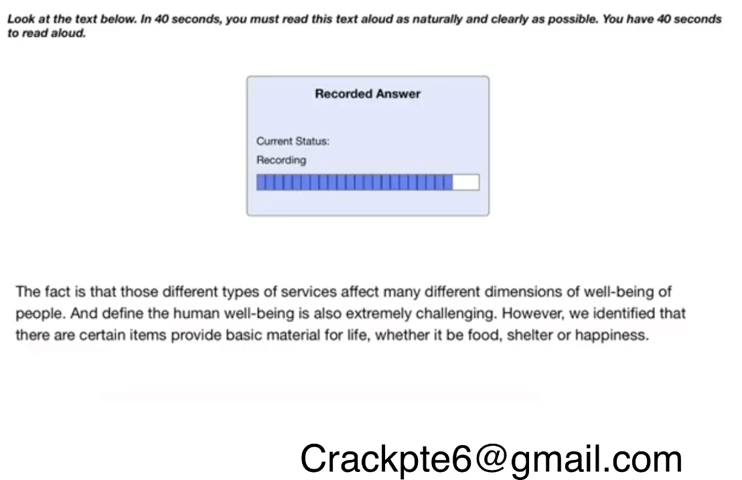 Look at the text below. In 40 seconds, you must read this text aloud as naturally and clearly as possible. You have 40 seconds
to read aloud.
Recorded Answer
Current Status:
Recording
The fact is that those different types of services affect many different dimensions of well-being of
people. And define the human well-being is also extremely challenging. However, we identified that
there are certain items provide basic material for life, whether it be food, shelter or happiness.
Crackpte6@gmail.com